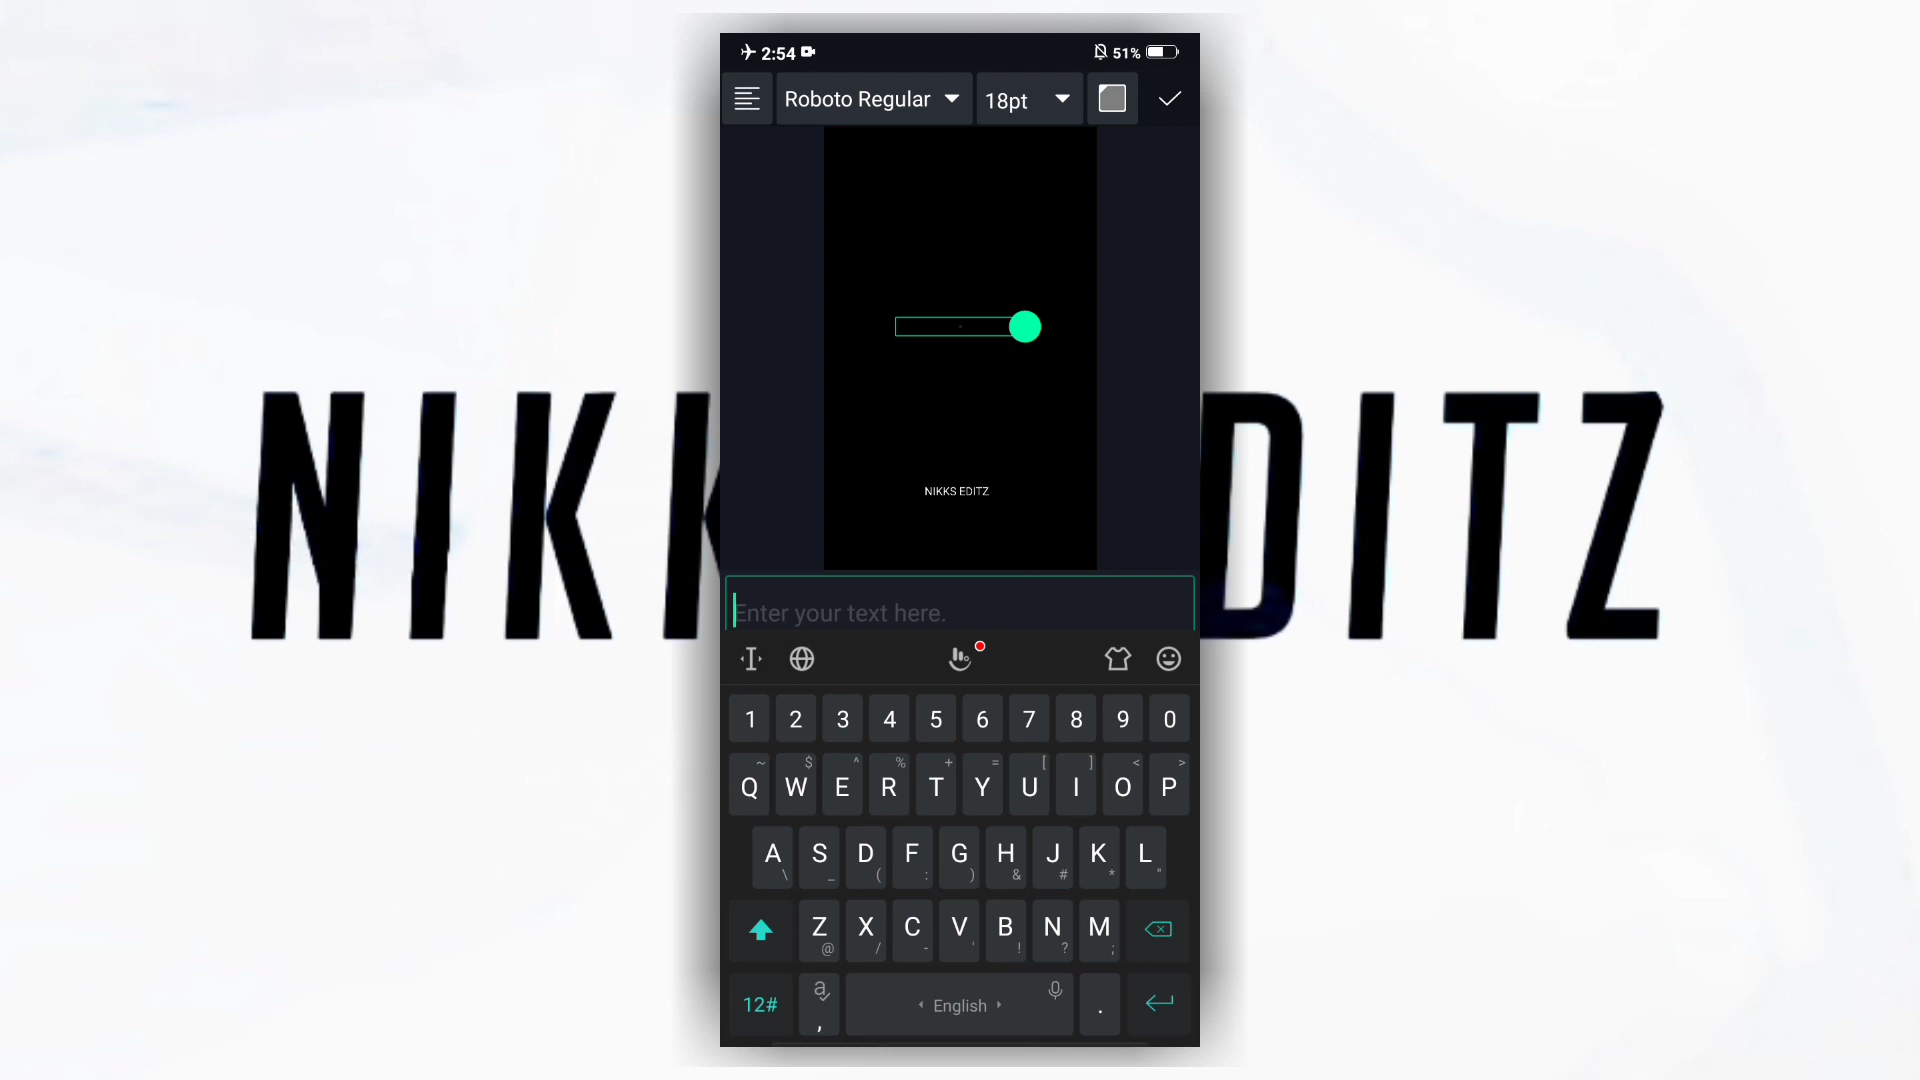 2:54 51%
Roboto Regular 18pt
NIKKS EDITZ
NIKK DITZ
Enter your text here.
1 2 3 4 5 6 7 8 9 0
~ $ ^ % + = [ ] < >
Q W E R T Y U I O P
A S D F G H J K L
\ _ ( : ) & # * "
Z X C V B N M
@ / - ' ! ? ;
12# a , English .